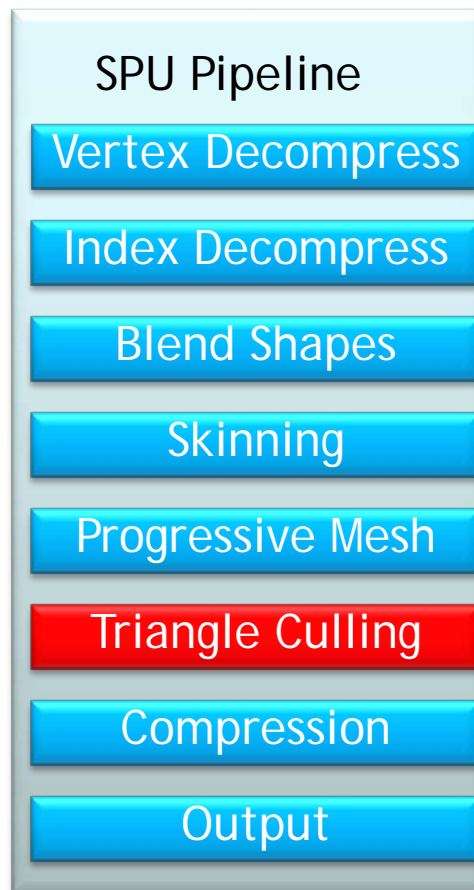 SPU Pipeline
Vertex Decompress
Index Decompress
Blend Shapes
Skinning
Progressive Mesh
Triangle Culling
Compression
Output